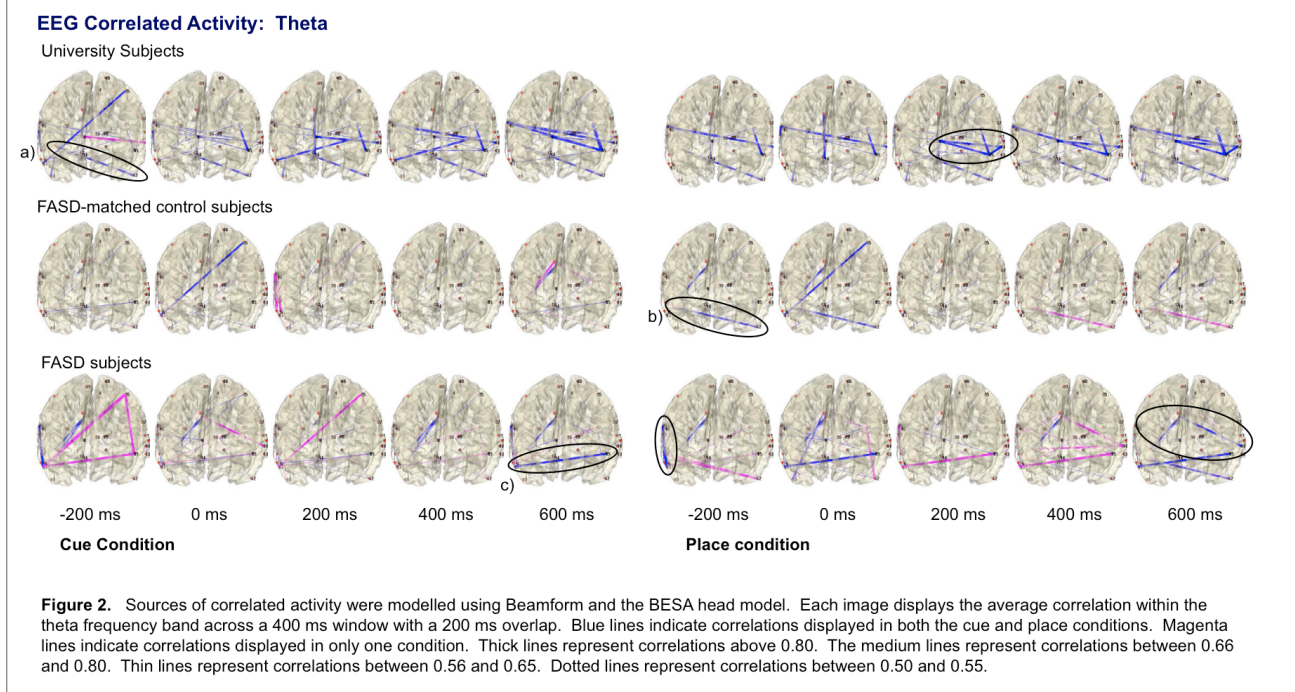 EEG Correlated Activity:  Theta
University Subjects
a)
FASD-matched control subjects
b)
FASD subjects
c)
-200 ms 0 ms 200 ms 400 ms 600 ms -200 ms 0 ms 200 ms 400 ms 600 ms
Cue Condition Place condition
Figure 2.   Sources of correlated activity were modelled using Beamform and the BESA head model.  Each image displays the average correlation within the
theta frequency band across a 400 ms window with a 200 ms overlap.  Blue lines indicate correlations displayed in both the cue and place conditions.  Magenta
lines indicate correlations displayed in only one condition.  Thick lines represent correlations above 0.80.  The medium lines represent correlations between 0.66
and 0.80.  Thin lines represent correlations between 0.56 and 0.65.  Dotted lines represent correlations between 0.50 and 0.55.